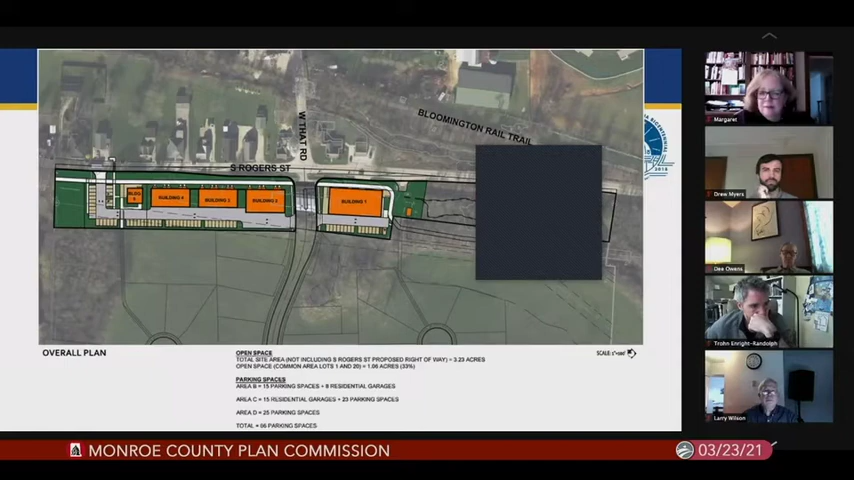 W THAT RD
BLOOMINGTON RAIL TRAIL
S ROGERS ST
BUILDING 4
BUILDING 3
BUILDING 2
BUILDING 1
OVERALL PLAN
OPEN SPACE
TOTAL SITE AREA (NOT INCLUDING S ROGERS ST PROPOSED RIGHT OF WAY) = 3.23 ACRES
OPEN SPACE (COMMON AREA LOTS 1 AND 20) = 1.06 ACRES (33%)
PARKING SPACES
AREA B = 15 PARKING SPACES + 8 RESIDENTIAL GARAGES
AREA C = 15 RESIDENTIAL GARAGES + 23 PARKING SPACES
AREA D = 25 PARKING SPACES
TOTAL = 66 PARKING SPACES
Margaret
Drew Myers
Dee Owens
Trohn Enright-Randolph
Larry Wilson
MONROE COUNTY PLAN COMMISSION
03/23/21